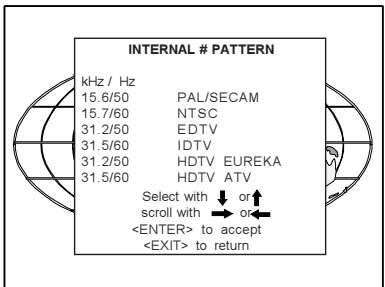 INTERNAL # PATTERN
kHz / Hz
15.6/50 PAL/SECAM
15.7/60 NTSC
31.2/50 EDTV
31.5/60 IDTV
31.2/50 HDTV EUREKA
31.5/60 HDTV ATV
Select with ↓ or ↑
scroll with → or ←
<ENTER> to accept
<EXIT> to return